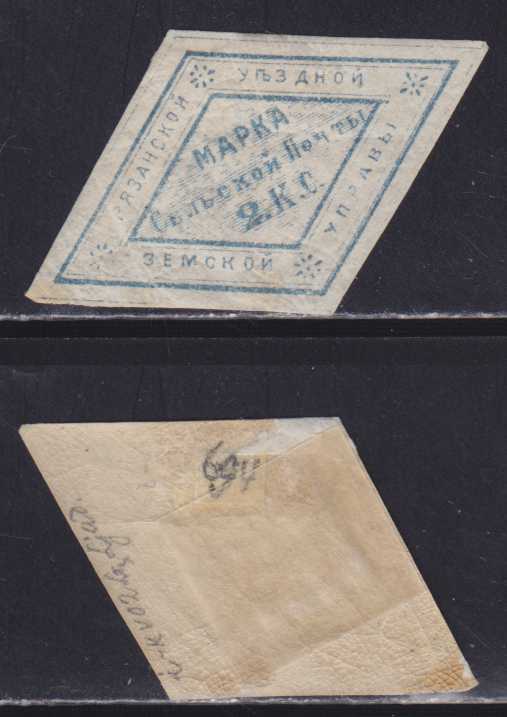 РЯЗАНСКОЙ
УѢЗДНОЙ
ЗЕМСКОЙ
УПРАВЫ
МАРКА
Сельской Почты
2.К.С.